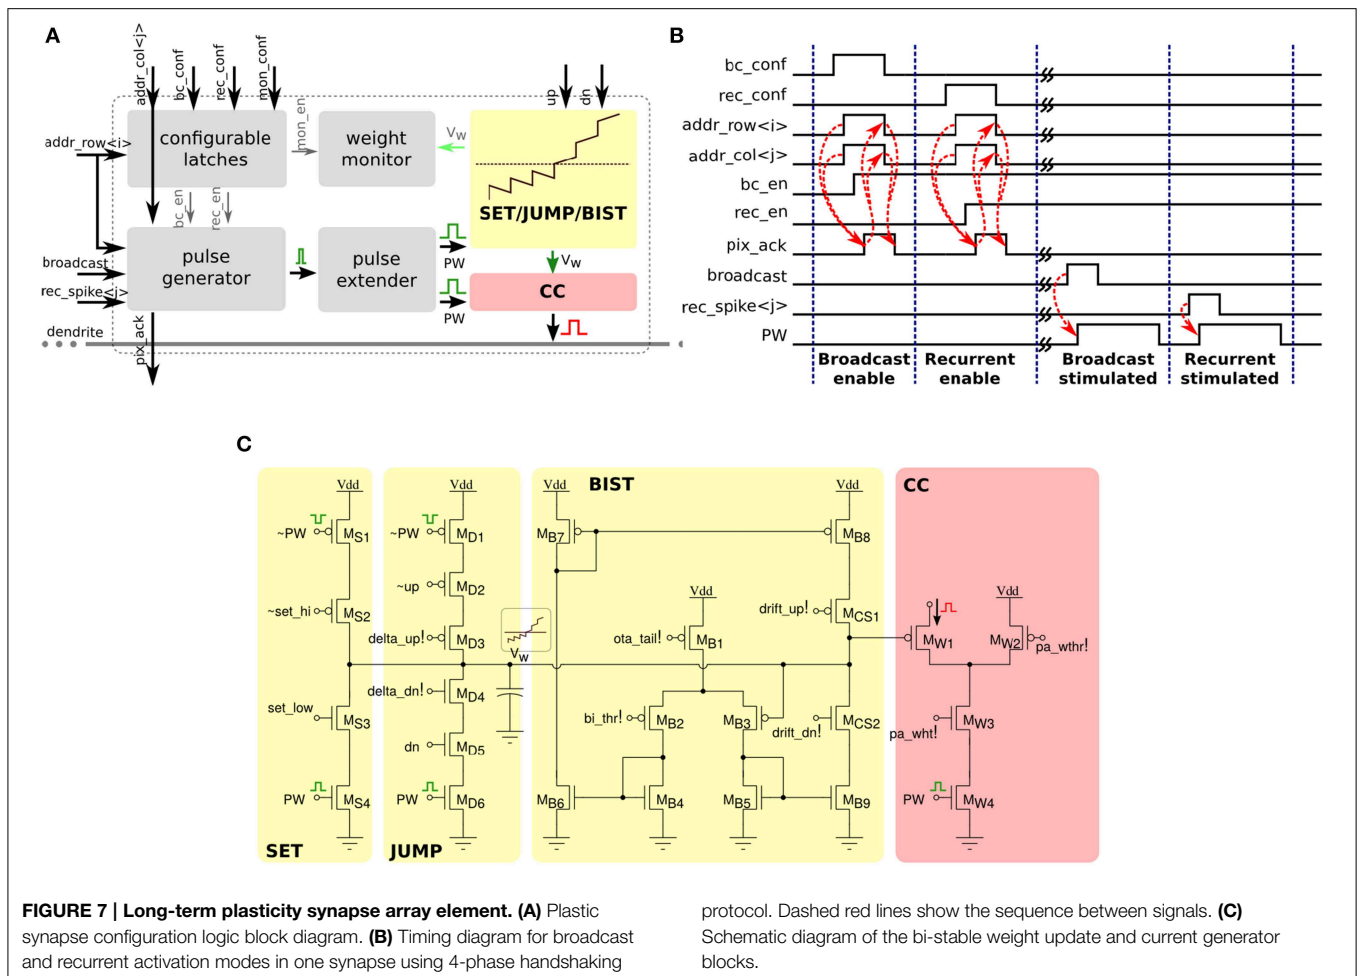 A
addr_col<j>
bc_conf
rec_conf
mon_conf
up
dn
addr_row<i>
configurable
latches
mon_en
weight
monitor
Vw
SET/JUMP/BIST
bc_en
rec_en
broadcast
rec_spike<j>
pulse
generator
pulse
extender
PW
PW
Vw
CC
dendrite
pix_ack
B
bc_conf
rec_conf
addr_row<i>
addr_col<j>
bc_en
rec_en
pix_ack
broadcast
rec_spike<j>
PW
Broadcast
enable
Recurrent
enable
Broadcast
stimulated
Recurrent
stimulated
C
Vdd
Vdd
Vdd
BIST
Vdd
CC
~PW
MS1
~PW
MD1
MB7
MB8
~set_hi
MS2
~up
MD2
delta_up!
MD3
Vw
Vdd
ota_tail!
MB1
drift_up!
MCS1
MW1
MW2
pa_wthr!
set_low
MS3
delta_dn!
MD4
dn
MD5
bi_thr!
MB2
MB3
drift_dn!
MCS2
pa_wht!
MW3
PW
MS4
PW
MD6
MB6
MB4
MB5
MB9
PW
MW4
SET
JUMP
FIGURE 7 | Long-term plasticity synapse array element. (A) Plastic
synapse configuration logic block diagram. (B) Timing diagram for broadcast
and recurrent activation modes in one synapse using 4-phase handshaking
protocol. Dashed red lines show the sequence between signals. (C)
Schematic diagram of the bi-stable weight update and current generator
blocks.